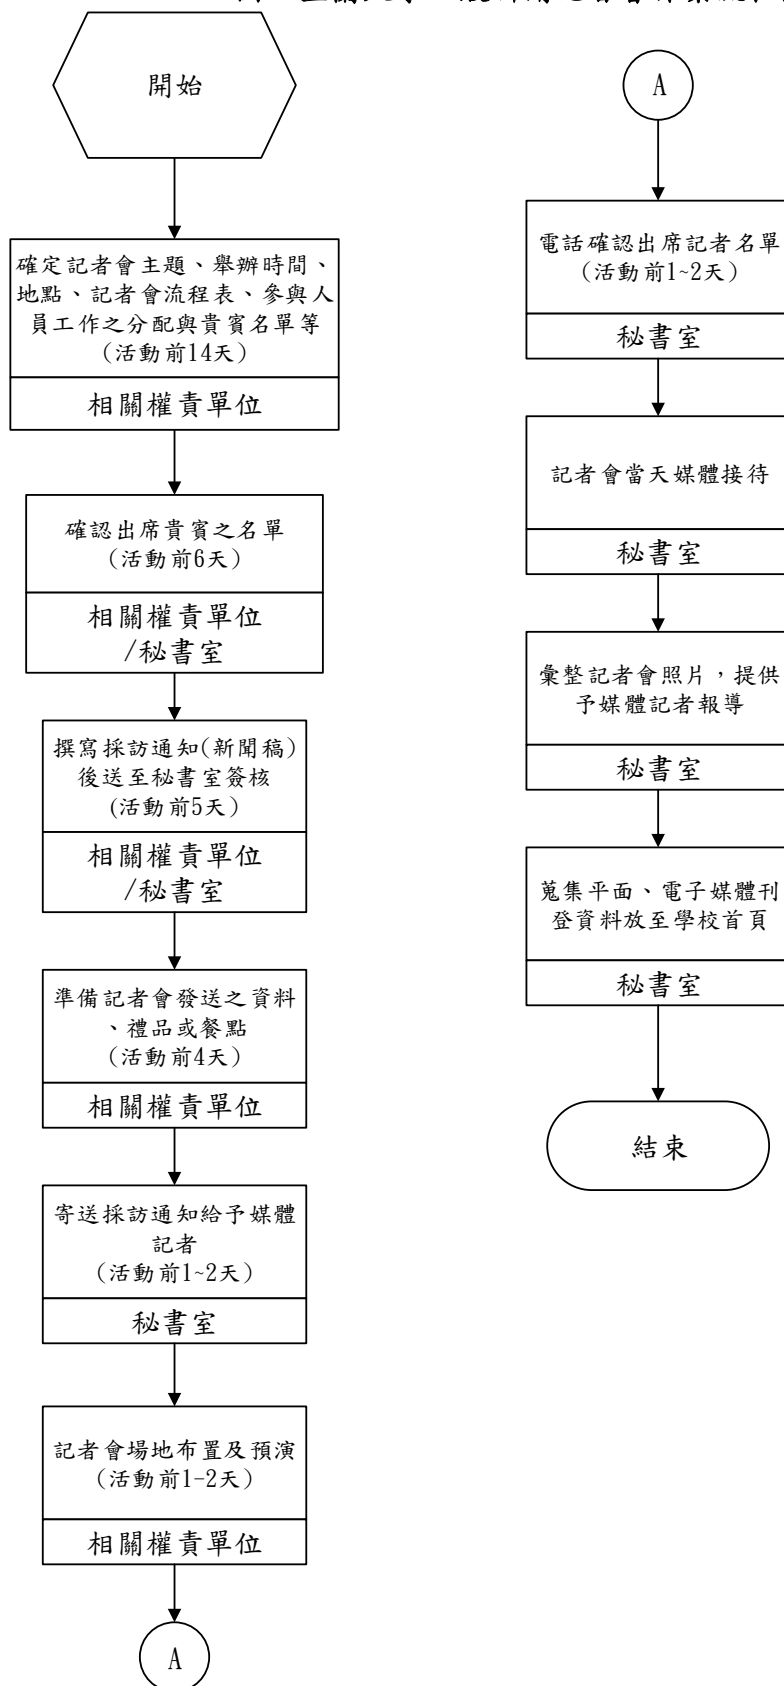 開始
確定記者會主題、舉辦時間、
地點、記者會流程表、參與人
員工作之分配與貴賓名單等
(活動前14天)
相關權責單位
確認出席貴賓之名單
(活動前6天)
相關權責單位
/秘書室
撰寫採訪通知(新聞稿)
後送至秘書室簽核
(活動前5天)
相關權責單位
/秘書室
準備記者會發送之資料
、禮品或餐點
(活動前4天)
相關權責單位
寄送採訪通知給予媒體
記者
(活動前1~2天)
秘書室
記者會場地布置及預演
(活動前1-2天)
相關權責單位
A
A
電話確認出席記者名單
(活動前1~2天)
秘書室
記者會當天媒體接待
秘書室
彙整記者會照片，提供
予媒體記者報導
秘書室
蒐集平面、電子媒體刊
登資料放至學校首頁
秘書室
結束